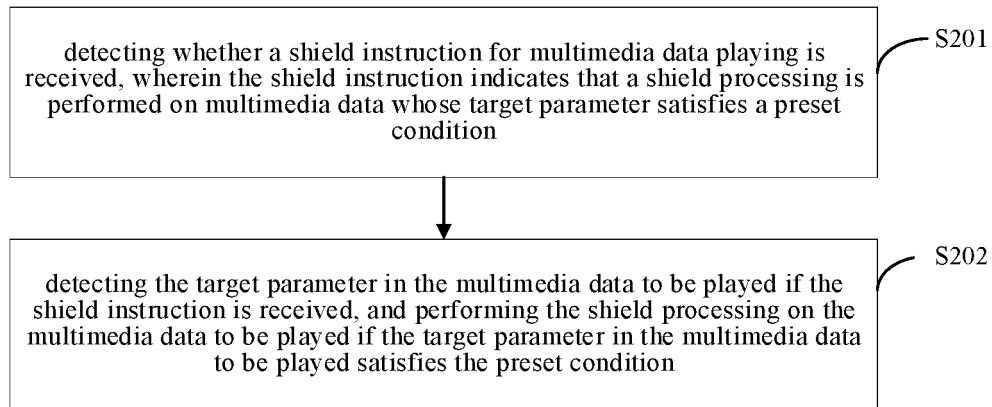 detecting whether a shield instruction for multimedia data playing is
received, wherein the shield instruction indicates that a shield processing is
performed on multimedia data whose target parameter satisfies a preset
condition
S201
detecting the target parameter in the multimedia data to be played if the
shield instruction is received, and performing the shield processing on the
multimedia data to be played if the target parameter in the multimedia data
to be played satisfies the preset condition
S202